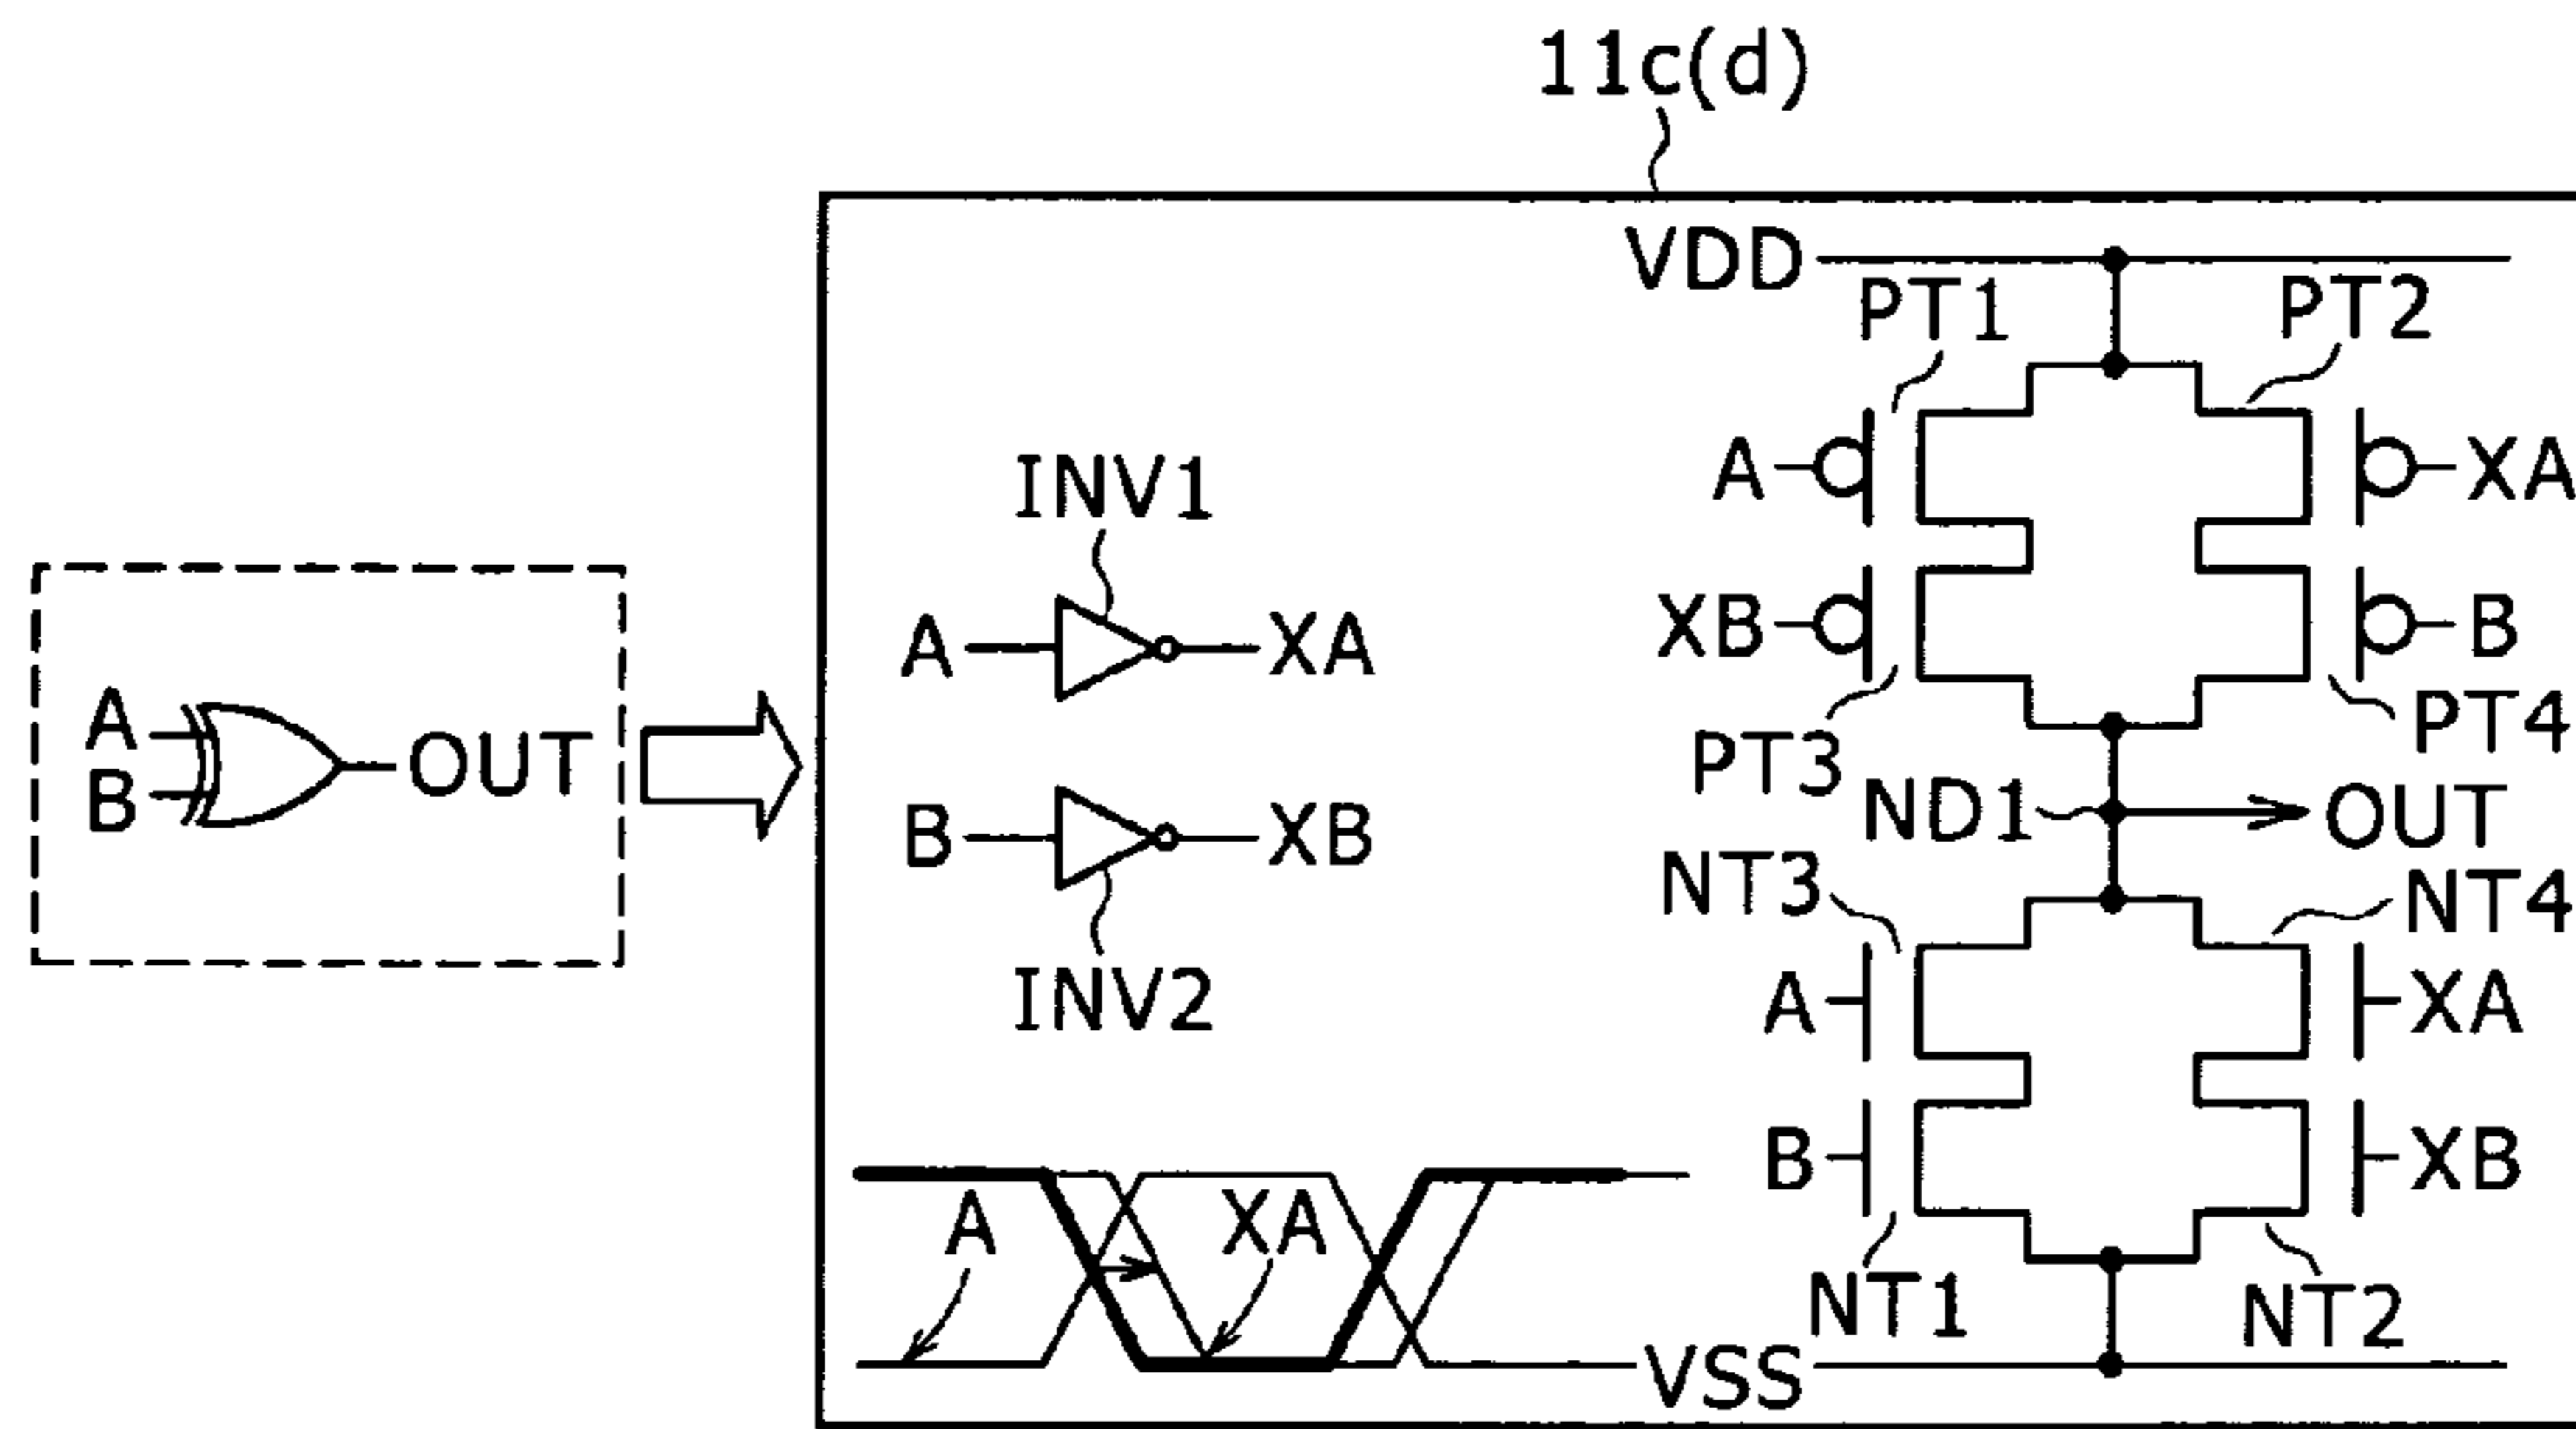 11c(d)
VDD
PT1
PT2
A
XA
INV1
XB
B
A
XA
PT3
PT4
A
B
OUT
ND1
OUT
B
XB
NT3
NT4
INV2
A
XA
B
XB
A
XA
NT1
NT2
VSS